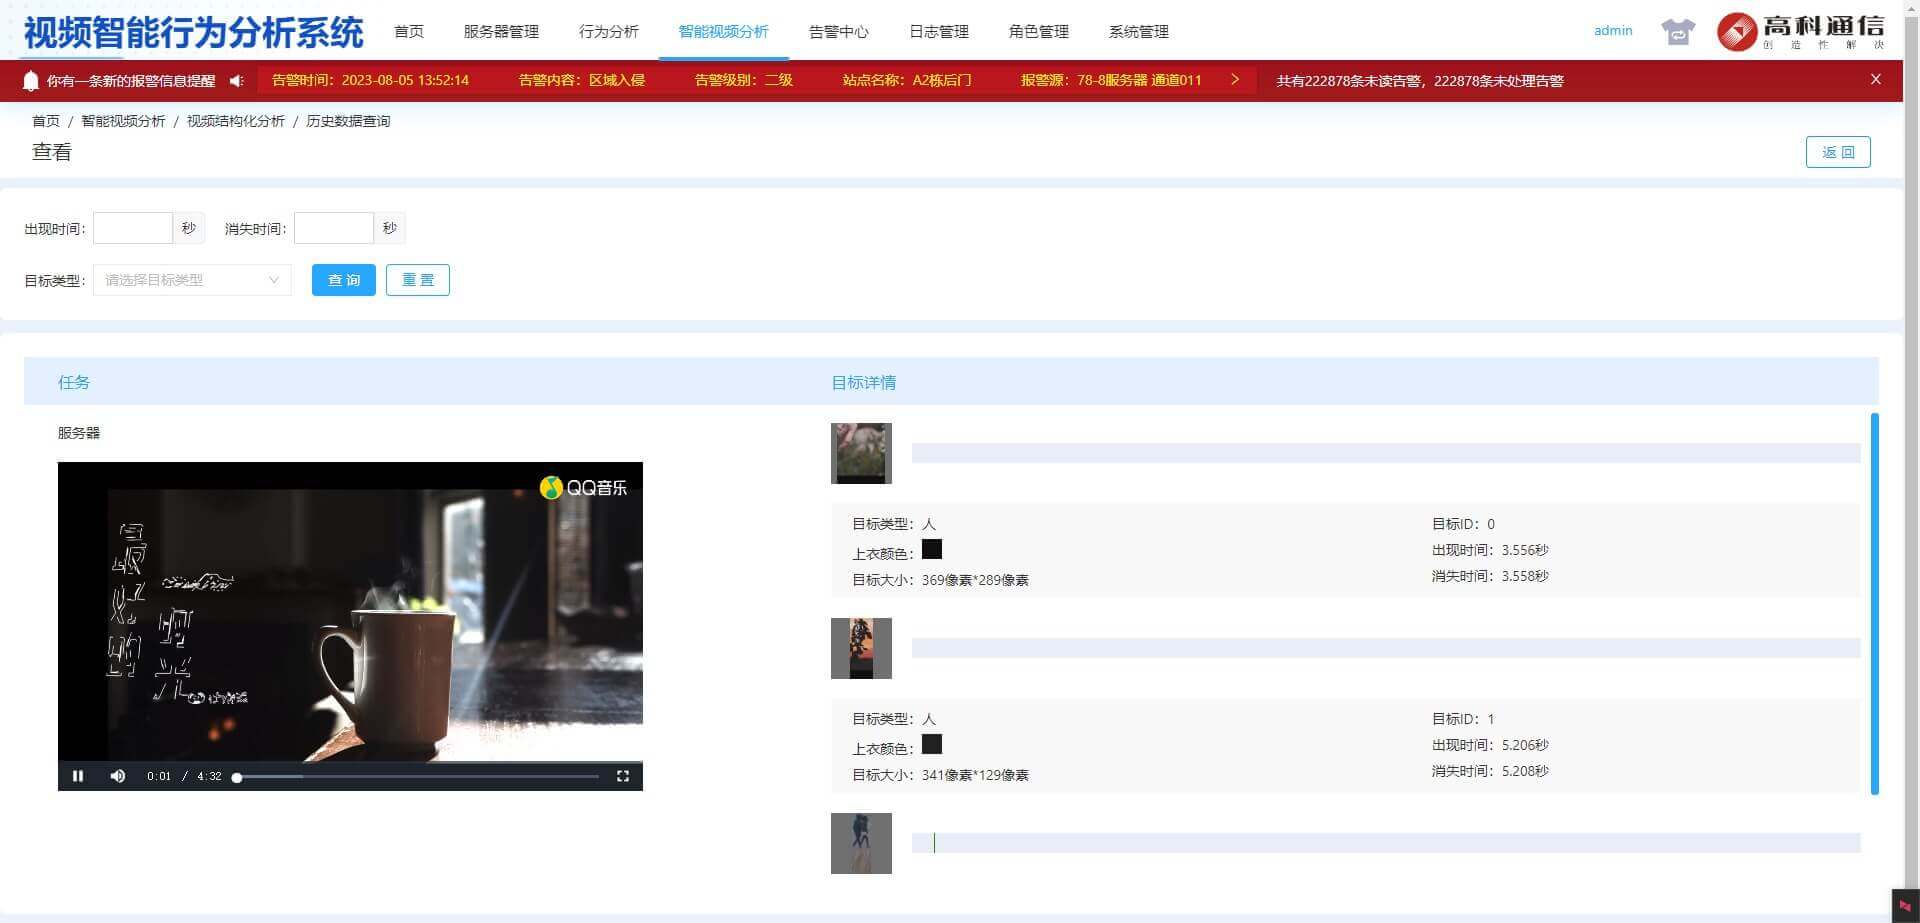 视频智能行为分析系统 首页 服务器管理 行为分析 智能视频分析 告警中心 日志管理 角色管理 系统管理 admin 高科通信
创造性解决
你有一条新的报警信息提醒 告警时间：2023-08-05 13:52:14 告警内容：区域入侵 告警级别：二级 站点名称：A2栋后门 报警源：78-8服务器 通道011 共有222878条未读告警，222878条未处理告警
首页 / 智能视频分析 / 视频结构化分析 / 历史数据查询
查看
返回
出现时间： 秒 消失时间： 秒
目标类型： 请选择目标类型 查询 重置
任务 目标详情
服务器
QQ音乐
目标类型：人 目标ID：0
上衣颜色： 出现时间：3.556秒
目标大小：369像素*289像素 消失时间：3.558秒
目标类型：人 目标ID：1
上衣颜色： 出现时间：5.206秒
目标大小：341像素*129像素 消失时间：5.208秒
0:01 / 4:32